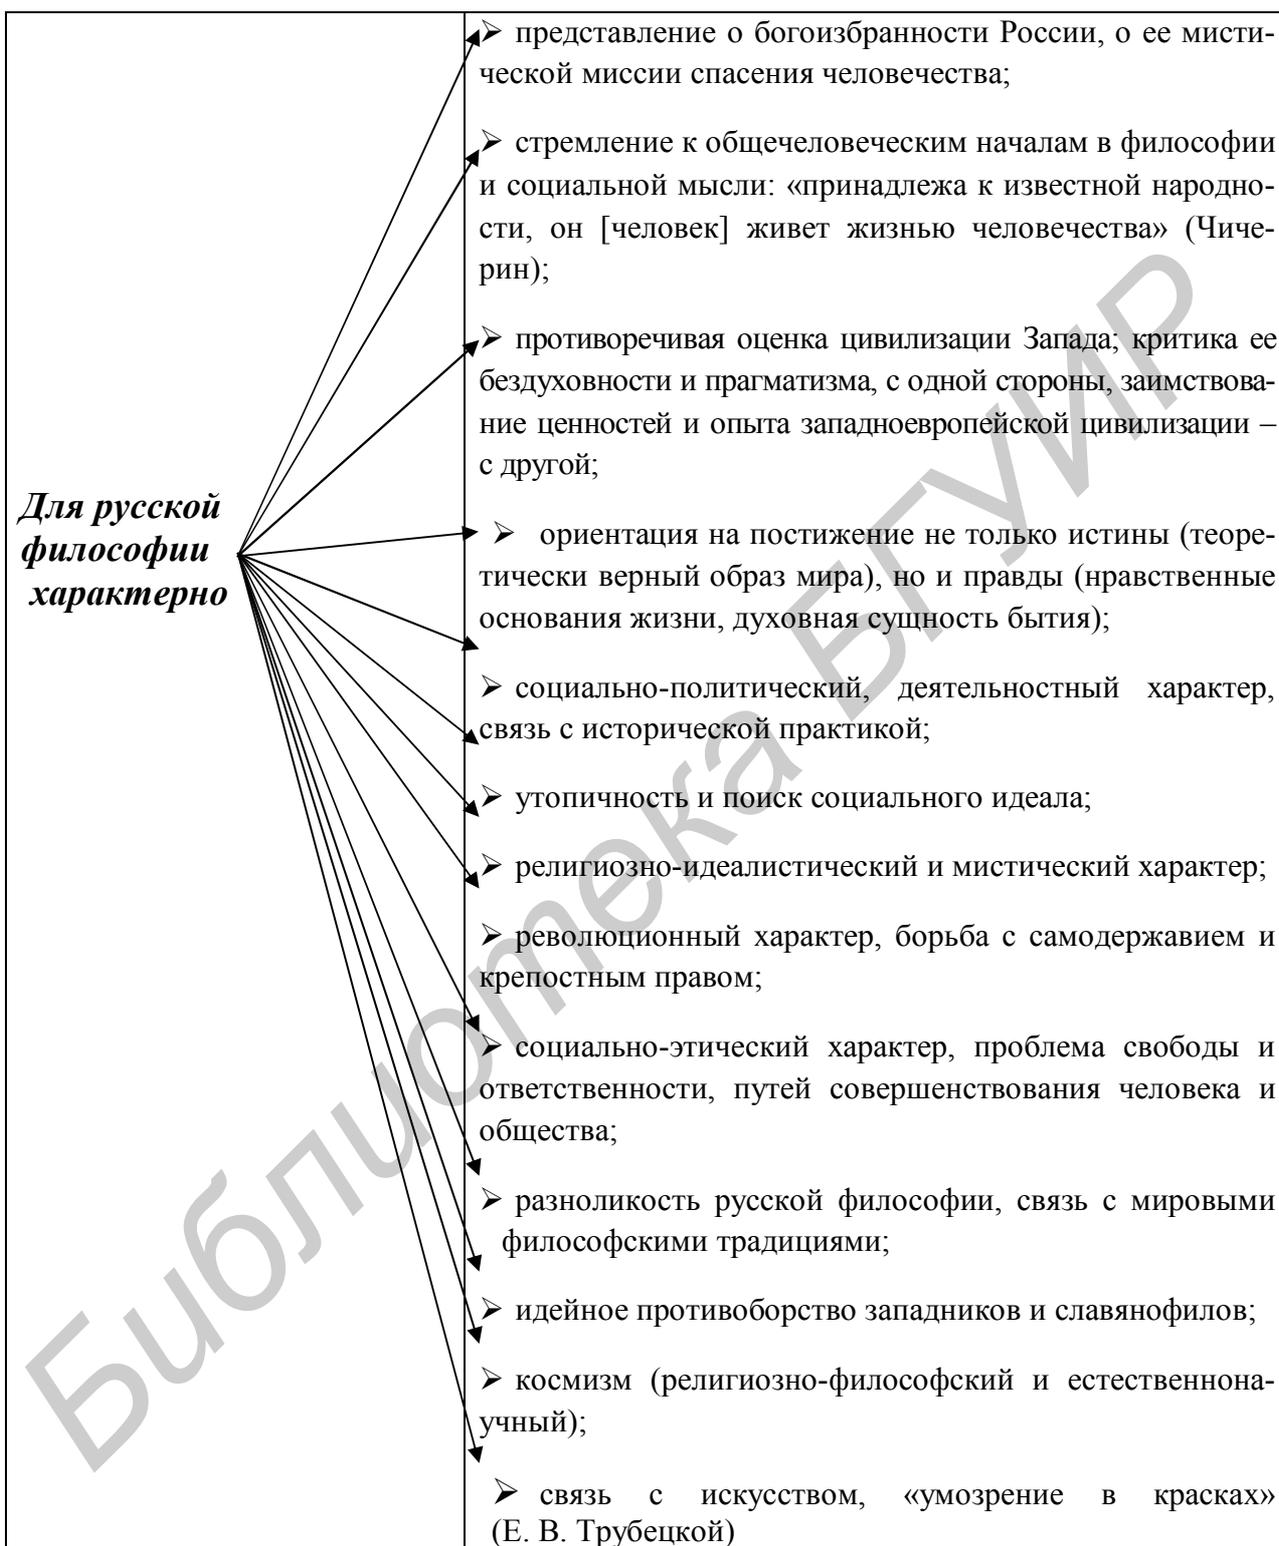 Для русской
философии
характерно
➢ представление о богоизбранности России, о ее мисти-
ческой миссии спасения человечества;
➢ стремление к общечеловеческим началам в философии
и социальной мысли: «принадлежа к известной народно-
сти, он [человек] живет жизнью человечества» (Чиче-
рин);
➢ противоречивая оценка цивилизации Запада; критика ее
бездуховности и прагматизма, с одной стороны, заимствова-
ние ценностей и опыта западноевропейской цивилизации –
с другой;
➢ ориентация на постижение не только истины (теоре-
тически верный образ мира), но и правды (нравственные
основания жизни, духовная сущность бытия);
➢ социально-политический, деятельностный характер,
связь с исторической практикой;
➢ утопичность и поиск социального идеала;
➢ религиозно-идеалистический и мистический характер;
➢ революционный характер, борьба с самодержавием и
крепостным правом;
➢ социально-этический характер, проблема свободы и
ответственности, путей совершенствования человека и
общества;
➢ разноликость русской философии, связь с мировыми
философскими традициями;
➢ идейное противоборство западников и славянофилов;
➢ космизм (религиозно-философский и естественнона-
учный);
➢ связь с искусством, «умозрение в красках»
(Е. В. Трубецкой)
Библиотека БГУИР